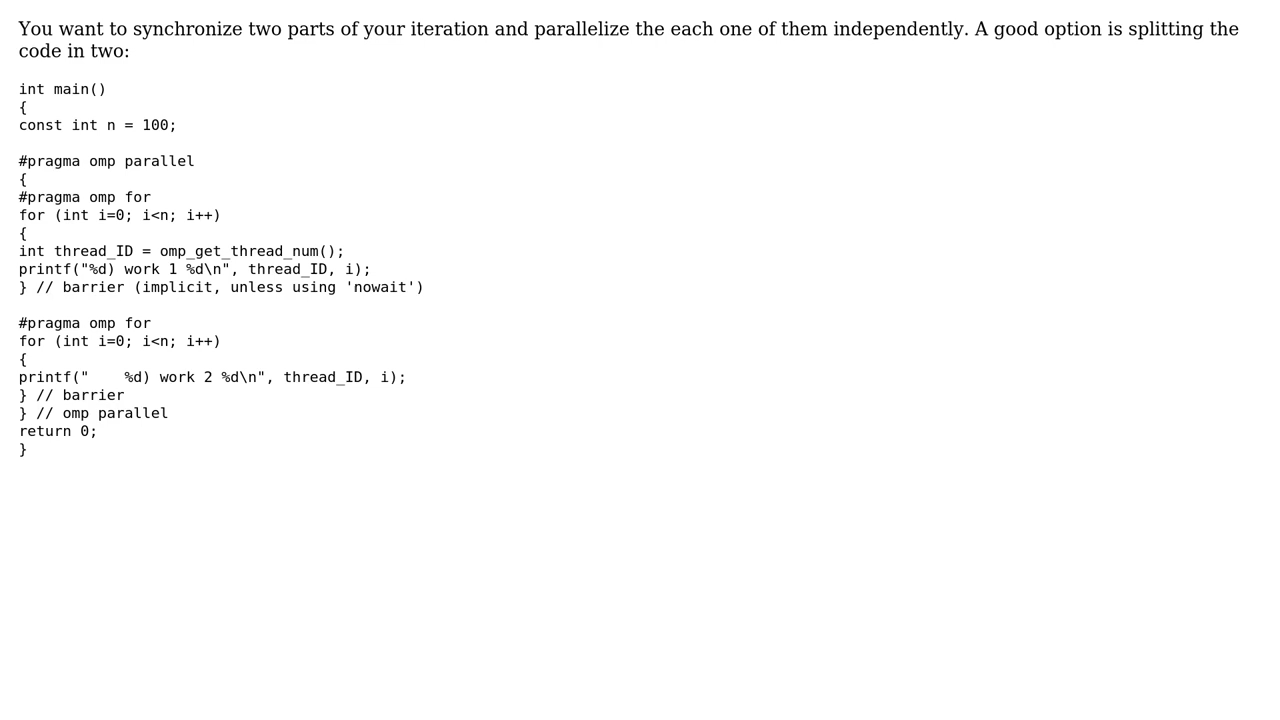 You want to synchronize two parts of your iteration and parallelize the each one of them independently. A good option is splitting the
code in two:
int main()
{
const int n = 100;
#pragma omp parallel
{
#pragma omp for
for (int i=0; i<n; i++)
{
int thread_ID = omp_get_thread_num();
printf("%d) work 1 %d\n", thread_ID, i);
} // barrier (implicit, unless using 'nowait')
#pragma omp for
for (int i=0; i<n; i++)
{
printf("    %d) work 2 %d\n", thread_ID, i);
} // barrier
} // omp parallel
return 0;
}